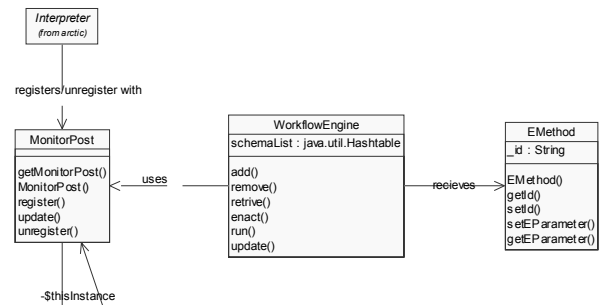 Interpreter
(from arctic)
registers/unregister with
MonitorPost
getMonitorPost()
MonitorPost()
register()
update()
unregister()
uses
WorkflowEngine
schemaList : java.util.Hashtable
add()
remove()
retrive()
enact()
run()
update()
recieves
EMethod
_id : String
EMethod()
getId()
setId()
setEParameter()
getEParameter()
-$thisInstance